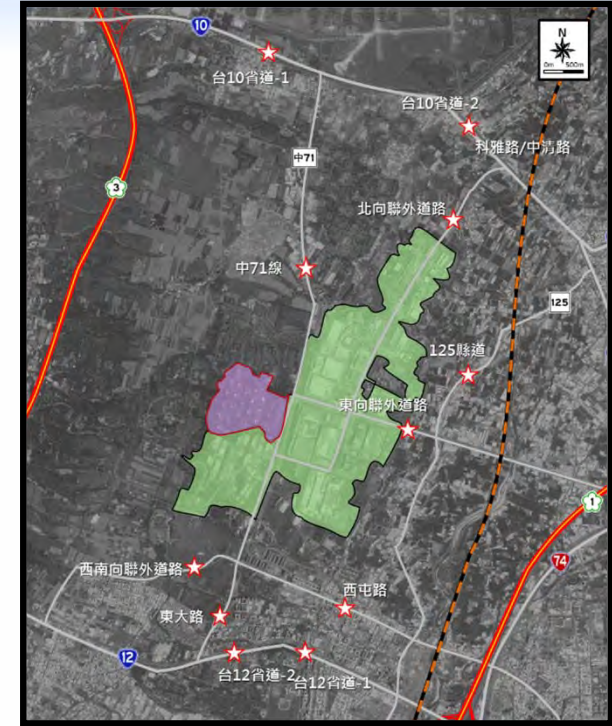 10
N
0m 500m
台10省道-1
台10省道-2
科雅路/中清路
中71
3
北向聯外道路
中71線
125
125縣道
東向聯外道路
1
74
西南向聯外道路
西屯路
東大路
12
台12省道-2
台12省道-1